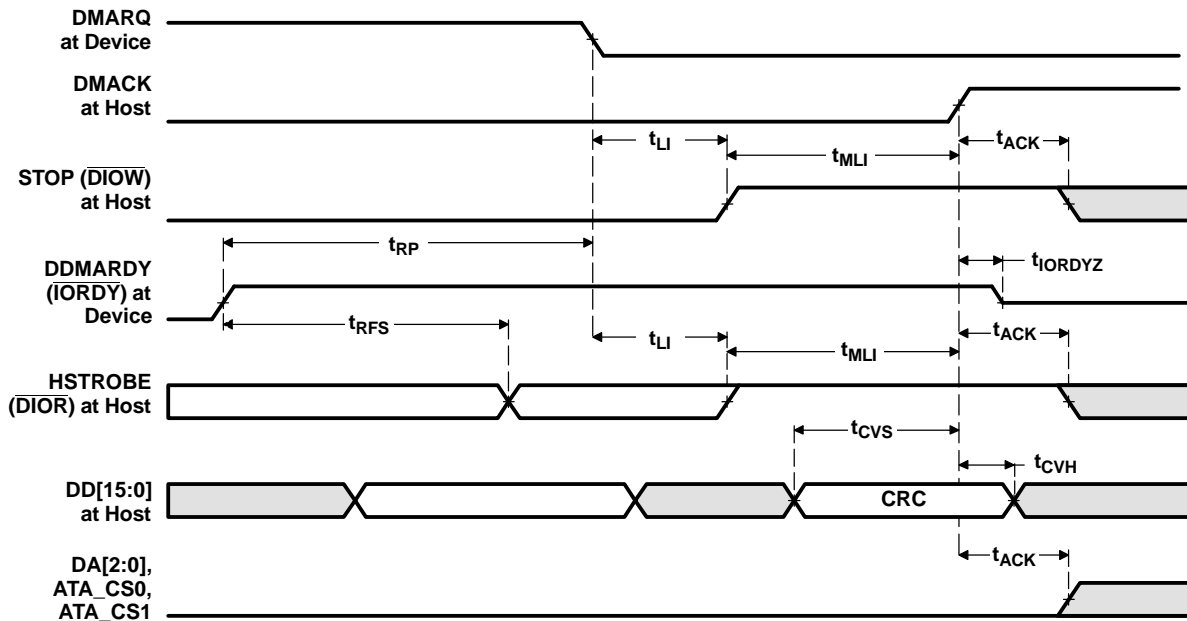 DMARQ
at Device
DMACK
at Host
tLI
tMLI
tACK
STOP (DIOW)
at Host
tRP
tIORDYZ
DDMARDY
(IORDY) at
Device
tRFS
tLI
tMLI
tACK
HSTROBE
(DIOR) at Host
tCVS
tCVH
DD[15:0]
at Host
CRC
tACK
DA[2:0],
ATA_CS0,
ATA_CS1